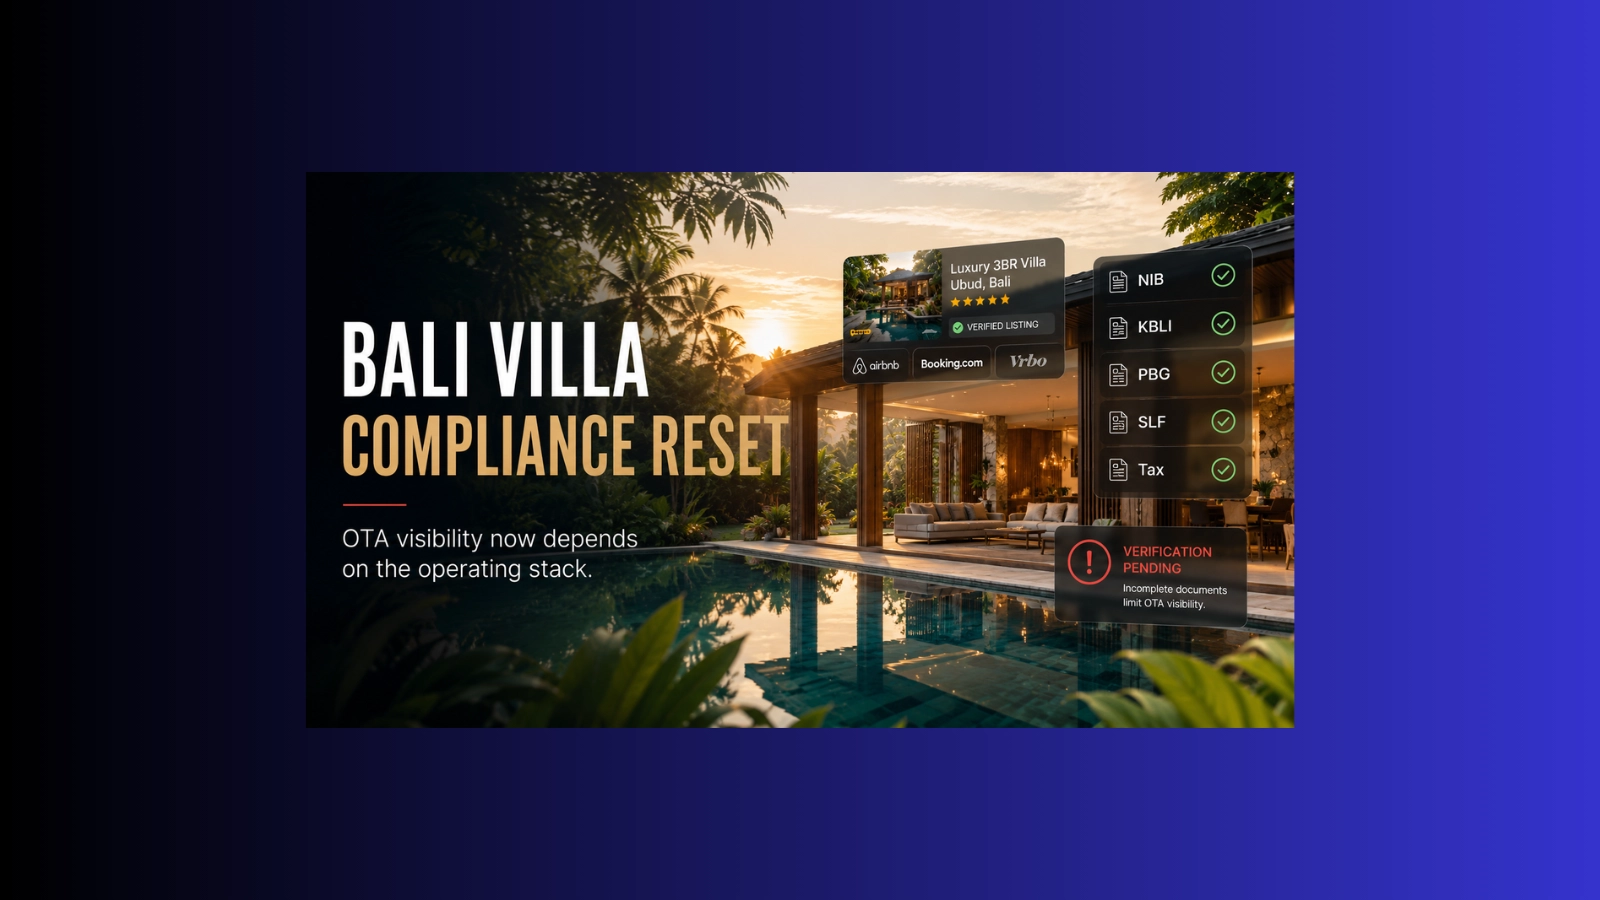 BALI VILLA
COMPLIANCE RESET
OTA visibility now depends
on the operating stack.
Luxury 3BR Villa
Ubud, Bali
VERIFIED LISTING
airbnb
Booking.com
Vrbo
NIB
KBLI
PBG
SLF
Tax
VERIFICATION
PENDING
Incomplete documents
limit OTA visibility.